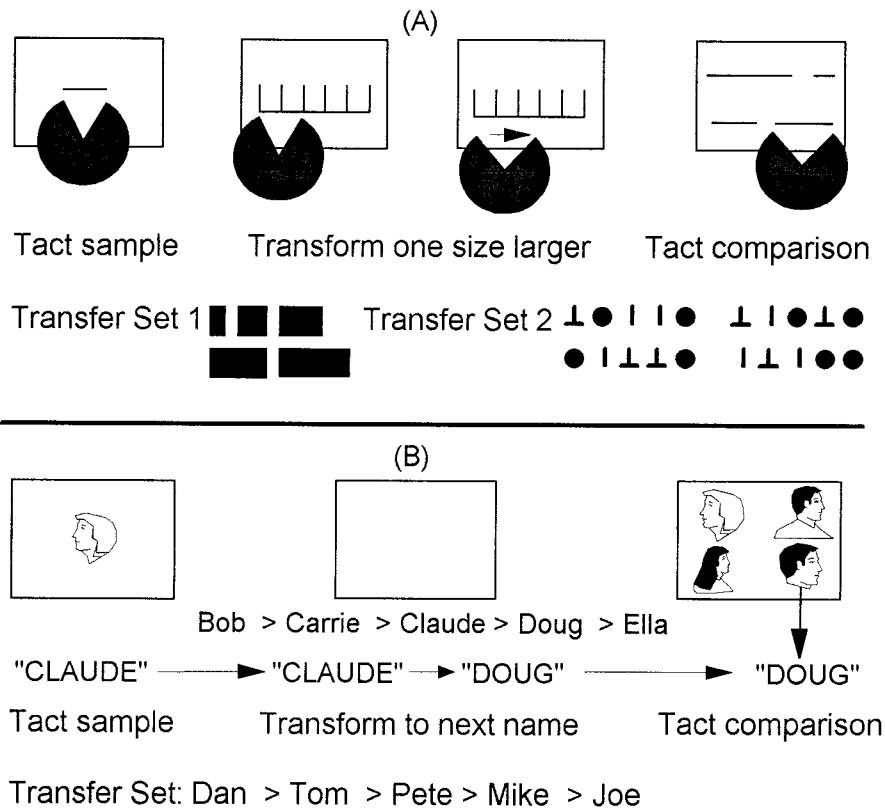 (A)
Tact sample Transform one size larger Tact comparison
Transfer Set 1 Transfer Set 2
(B)
Bob > Carrie > Claude > Doug > Ella
"CLAUDE" "CLAUDE" "DOUG" "DOUG"
Tact sample Transform to next name Tact comparison
Transfer Set: Dan > Tom > Pete > Mike > Joe